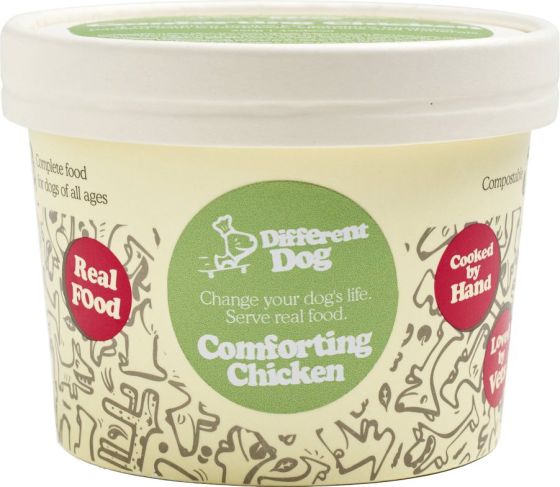 Complete food
for dogs of all ages
Compostable
Real
FOOd
Different
Dog
Change your dog's life.
Serve real food.
Comforting
Chicken
Cooked
by
Hand
Loved
by